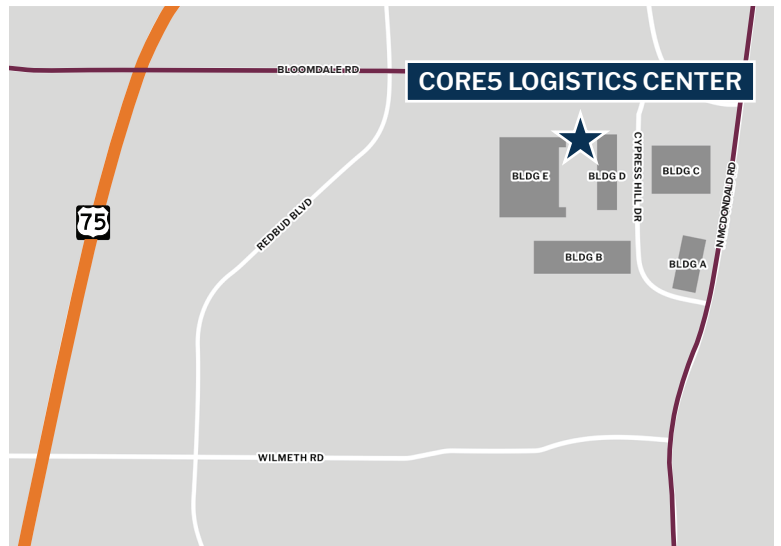 BLOOMDALE RD
CORE5 LOGISTICS CENTER
CYPRESS HILL DR
BLDG E
BLDG D
BLDG C
N MCDONDALD RD
75
REDBUD BLVD
BLDG B
BLDG A
WILMETH RD